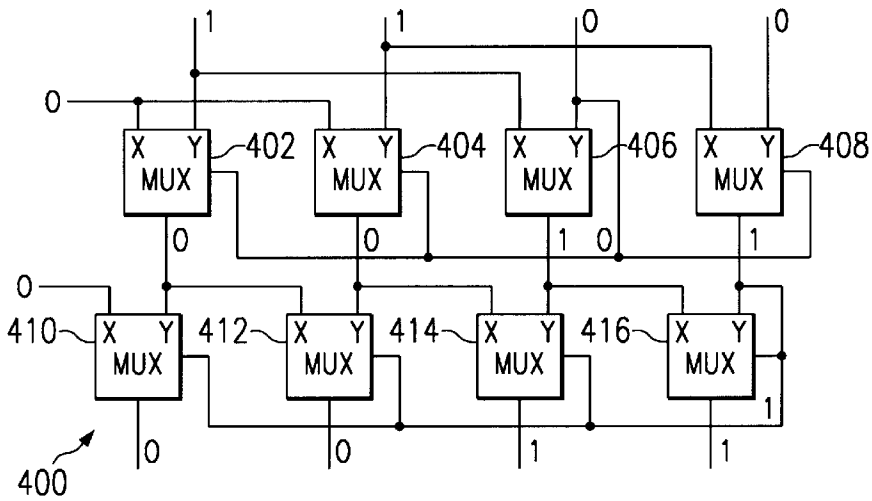 1 1 0 0
0
X Y 402 X Y 404 X Y 406 X Y 408
MUX MUX MUX MUX
0 0 1 0 1
0
410 X Y 412 X Y 414 X Y 416 X Y
MUX MUX MUX MUX
1
0 0 1 1
400